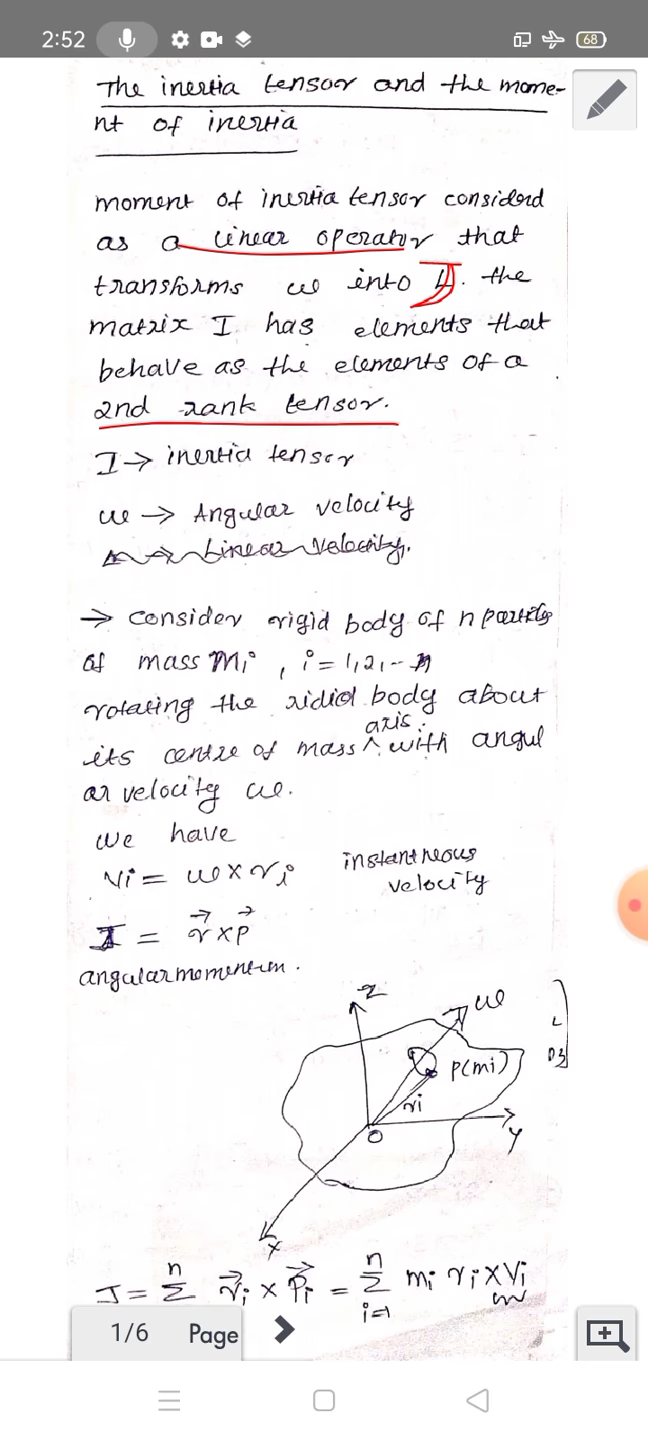 2:52
68
The inertia tensor and the mome-
nt of inertia
moment of inertia tensor considerd
as a linear operator that
transforms ω into . the
matrix I has elements that
behave as the elements of a
2nd rank tensor.
I → inertia tensor
ω → Angular velocity
Linear velocity.
→ consider rigid body of n particles
of mass mi , i = 1,2,--n
rotating the ridid body about
axis.
its centre of mass ^ with angul
ar velocity ω.
we have
Vi = ω × ri instantneous
velocity
J = r⃗ × p⃗
angular momentum.
Z
ω
P(mi)
L
ri
O
Y
X
J = n∑ r⃗i × p⃗i = n∑i=1 mi ri × Vi
1/6 Page